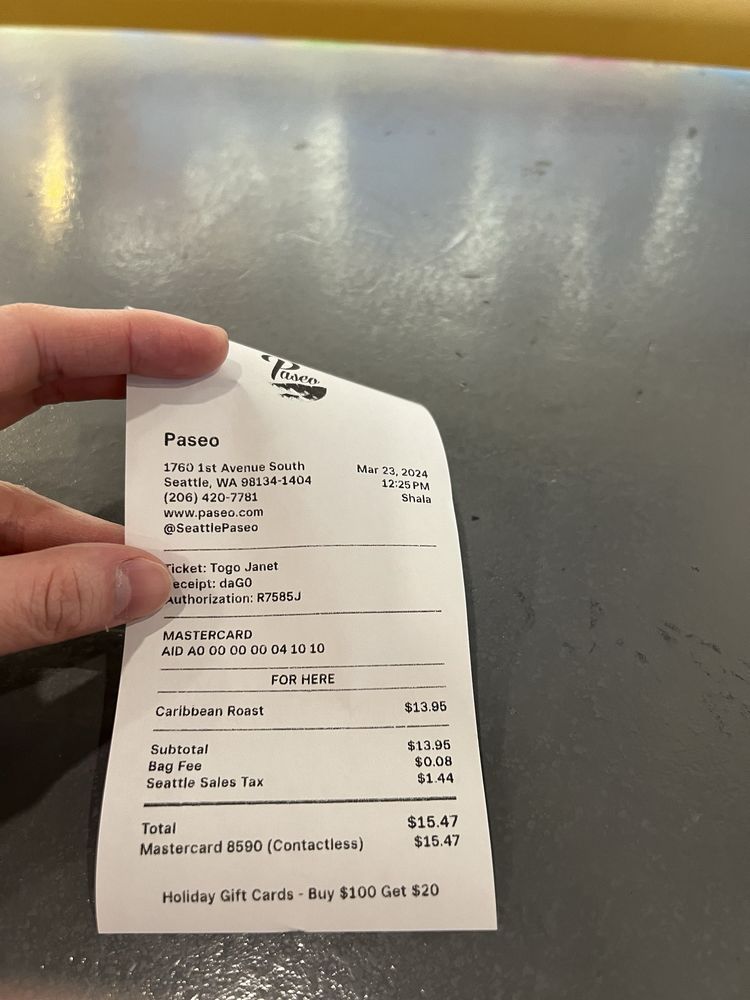 Paseo
Paseo
1760 1st Avenue South
Seattle, WA 98134-1404
(206) 420-7781
www.paseo.com
@SeattlePaseo
Mar 23, 2024
12:25 PM
Shala
Ticket: Togo Janet
eceipt: daG0
Authorization: R7585J
MASTERCARD
AID A0 00 00 00 04 10 10
FOR HERE
Caribbean Roast $13.95
Subtotal $13.95
Bag Fee $0.08
Seattle Sales Tax $1.44
Total $15.47
Mastercard 8590 (Contactless) $15.47
Holiday Gift Cards - Buy $100 Get $20